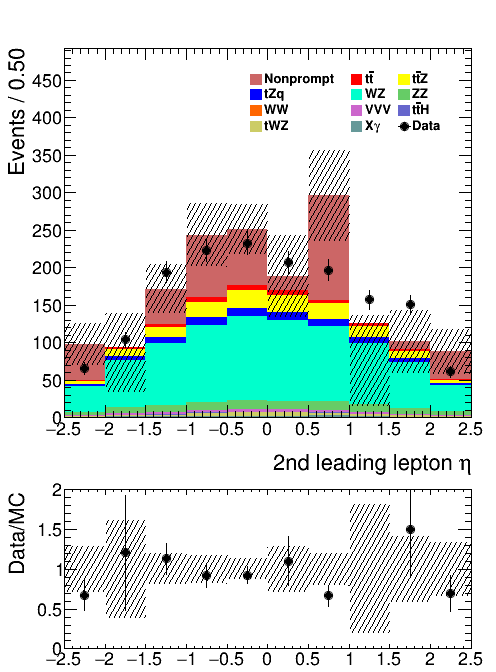 Events / 0.50
450
400
350
300
250
200
150
100
50
0
Nonprompt tt̄ tt̄Z
tZq WZ ZZ
WW VVV tt̄H
tWZ Xγ Data
−2.5 −2 −1.5 −1 −0.5 0 0.5 1 1.5 2 2.5
2nd leading lepton η
Data/MC
2
1.5
1
0.5
0
−2.5 −2 −1.5 −1 −0.5 0 0.5 1 1.5 2 2.5